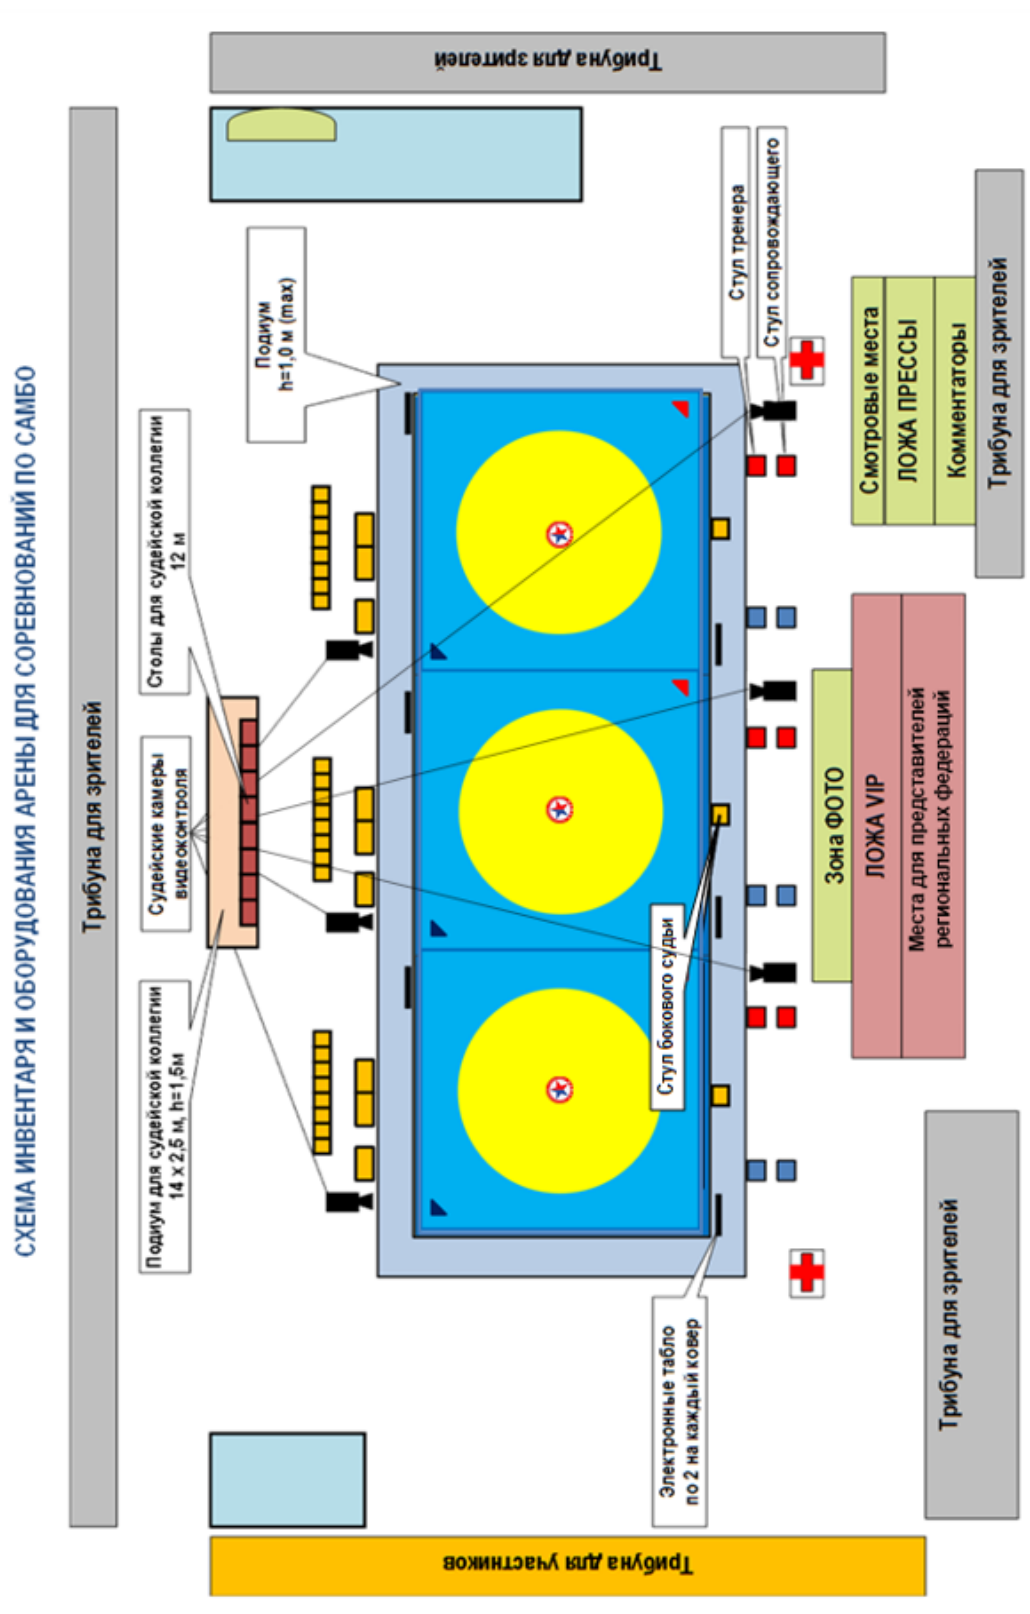 СХЕМА ИНВЕНТАРЯ И ОБОРУДОВАНИЯ АРЕНЫ ДЛЯ СОРЕВНОВАНИЙ ПО САМБО
Трибуна для зрителей
Подиум для судейской коллегии
14 х 2,5 м, h=1,5м
Судейские камеры
видеоконтроля
Столы для судейской коллегии
12 м
Подиум
h=1,0 м (max)
Трибуна для участников
Трибуна для зрителей
Электронные табло
по 2 на каждый ковер
Стул бокового судьи
Стул тренера
Стул сопровождающего
Зона ФОТО
ЛОЖА VIP
Места для представителей
региональных федераций
Смотровые места
ЛОЖА ПРЕССЫ
Комментаторы
Трибуна для зрителей
Трибуна для зрителей